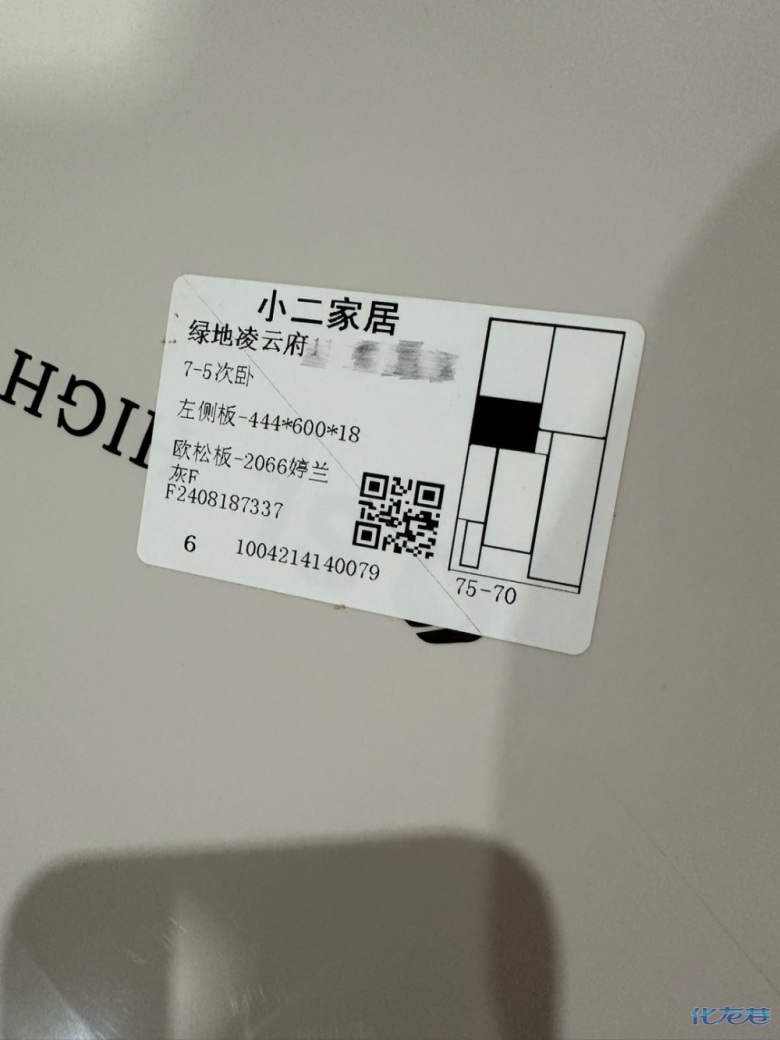 小二家居
绿地凌云府
7-5次卧
左侧板-444*600*18
欧松板-2066婷兰
灰F
F2408187337
6 1004214140079
75-70
HIGH
化龙巷